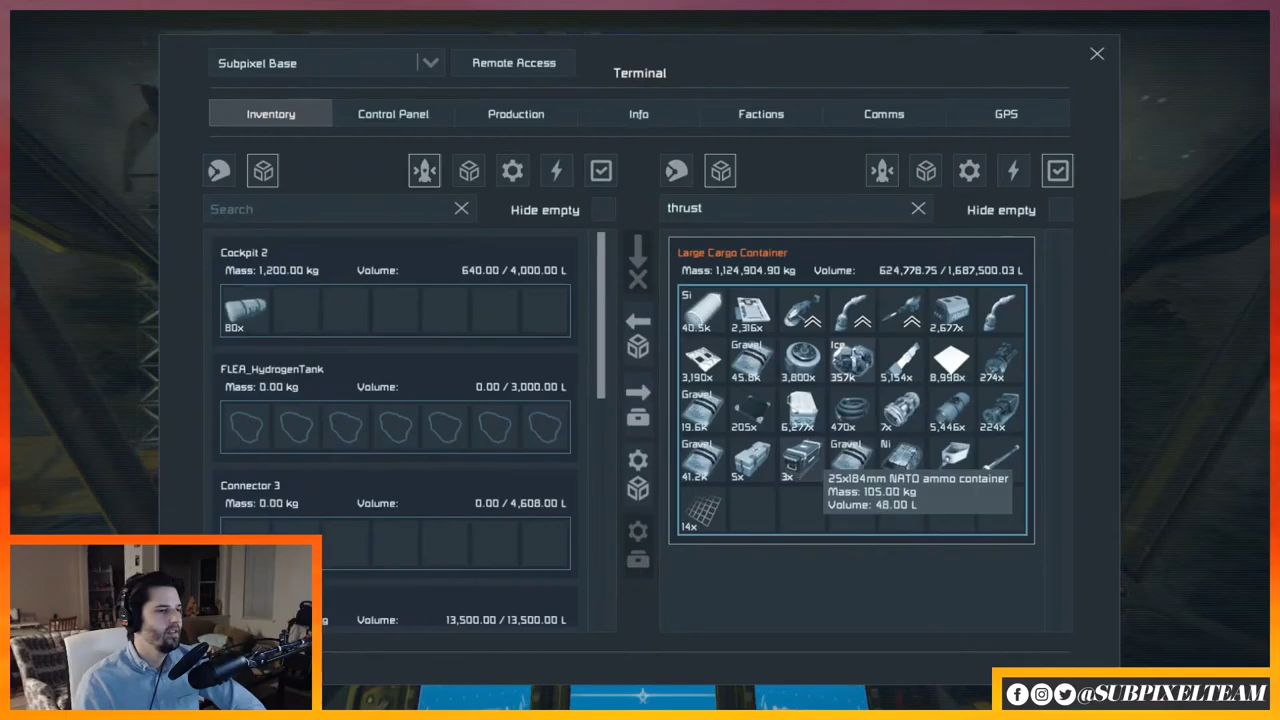 Subpixel Base
Remote Access
Terminal
Inventory
Control Panel
Production
Info
Factions
Comms
GPS
Search
Hide empty
thrust
Hide empty
Cockpit 2
Mass: 1,200.00 kg
Volume:
640.00 / 4,000.00 L
80x
FLEA_HydrogenTank
Mass: 0.00 kg
Volume:
0.00 / 3,000.00 L
Connector 3
Mass: 0.00 kg
Volume:
0.00 / 4,608.00 L
g
Volume:
13,500.00 / 13,500.00 L
Large Cargo Container
Mass: 1,124,904.90 kg
Volume:
624,778.75 / 1,687,500.03 L
Si
40.5k
2,316x
2,677x
Gravel
Ice
3,190x
45.8k
3,800x
357k
5,154x
8,998x
274x
Gravel
19.6k
205x
6,277x
470x
7x
5,446x
224x
Gravel
Gravel
Ni
41.2k
5x
3x
25x184mm NATO ammo container
Mass: 105.00 kg
Volume: 48.00 L
14x
@SUBPIXELTEAM